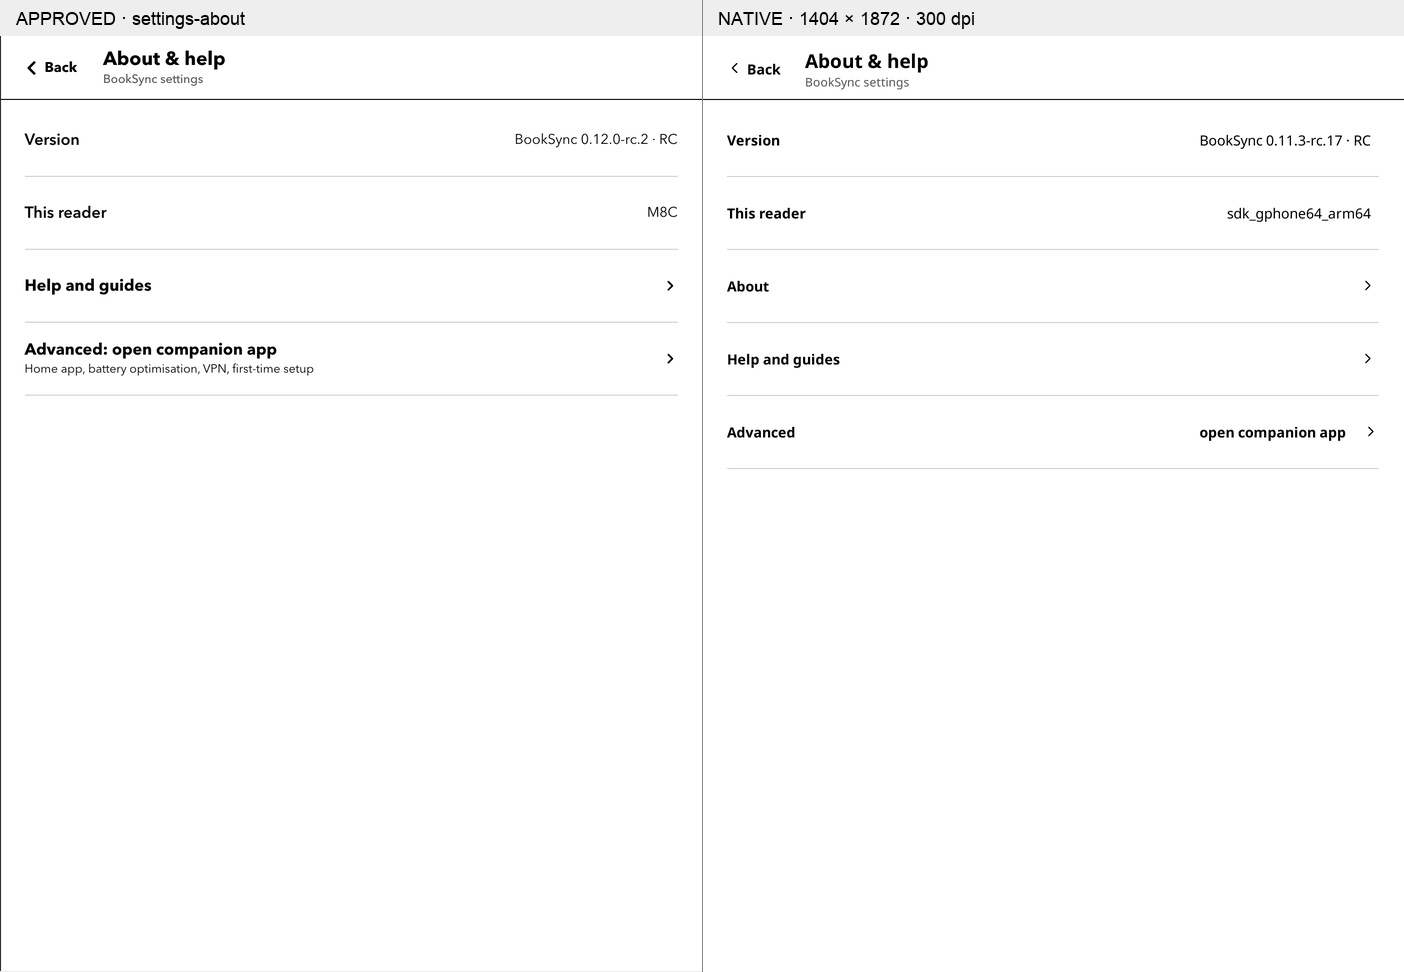 APPROVED · settings-about
Back
About & help
BookSync settings
Version
BookSync 0.12.0-rc.2 · RC
This reader
M8C
Help and guides
Advanced: open companion app
Home app, battery optimisation, VPN, first-time setup
NATIVE · 1404 × 1872 · 300 dpi
Back
About & help
BookSync settings
Version
BookSync 0.11.3-rc.17 · RC
This reader
sdk_gphone64_arm64
About
Help and guides
Advanced
open companion app